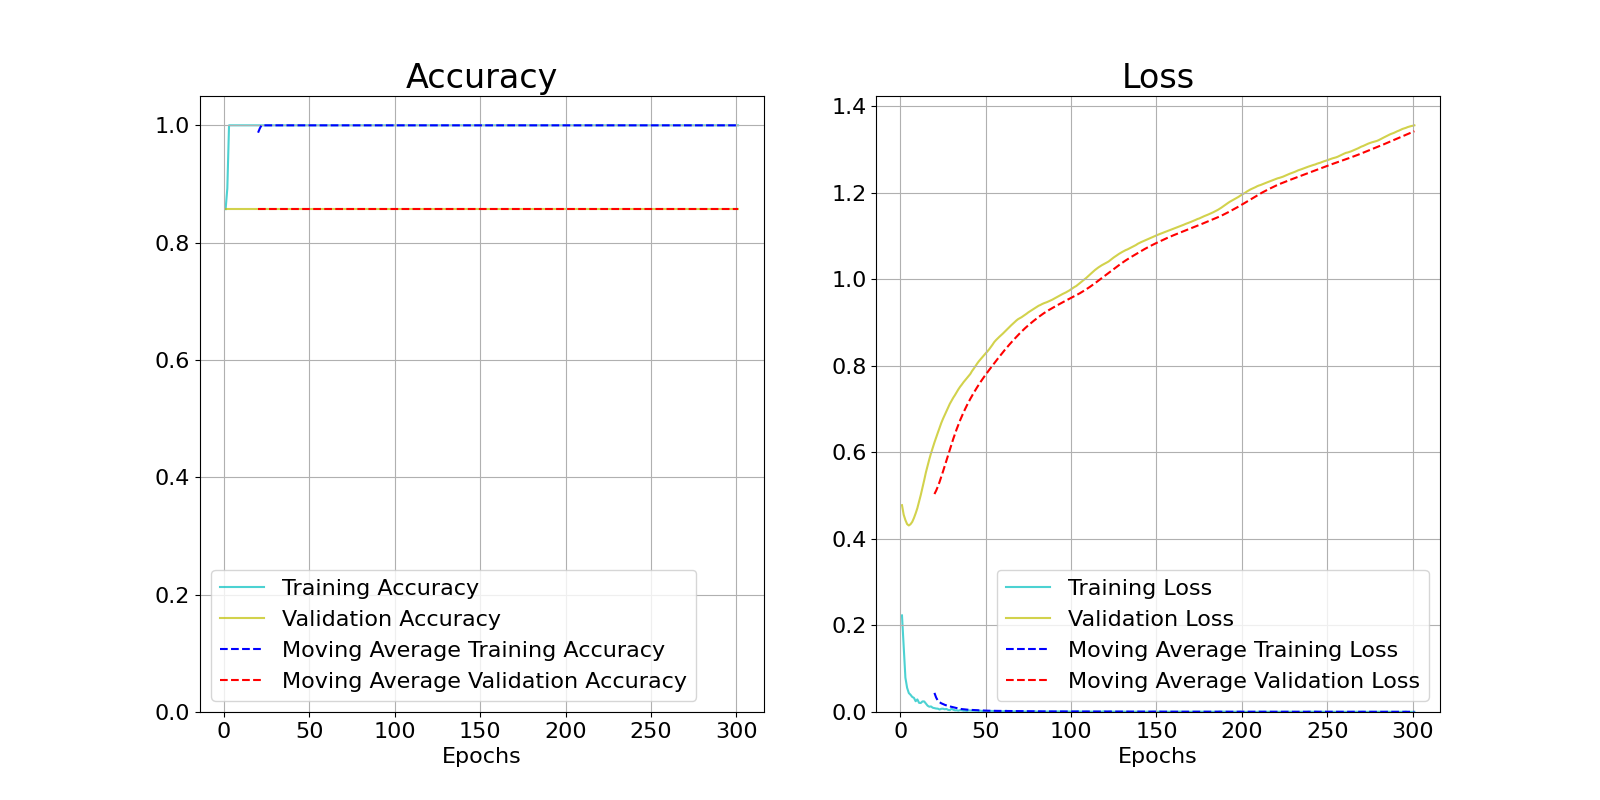 Accuracy
1.0
0.8
0.6
0.4
0.2
0.0
0 50 100 150 200 250 300
Epochs
Training Accuracy
Validation Accuracy
Moving Average Training Accuracy
Moving Average Validation Accuracy
Loss
1.4
1.2
1.0
0.8
0.6
0.4
0.2
0.0
0 50 100 150 200 250 300
Epochs
Training Loss
Validation Loss
Moving Average Training Loss
Moving Average Validation Loss